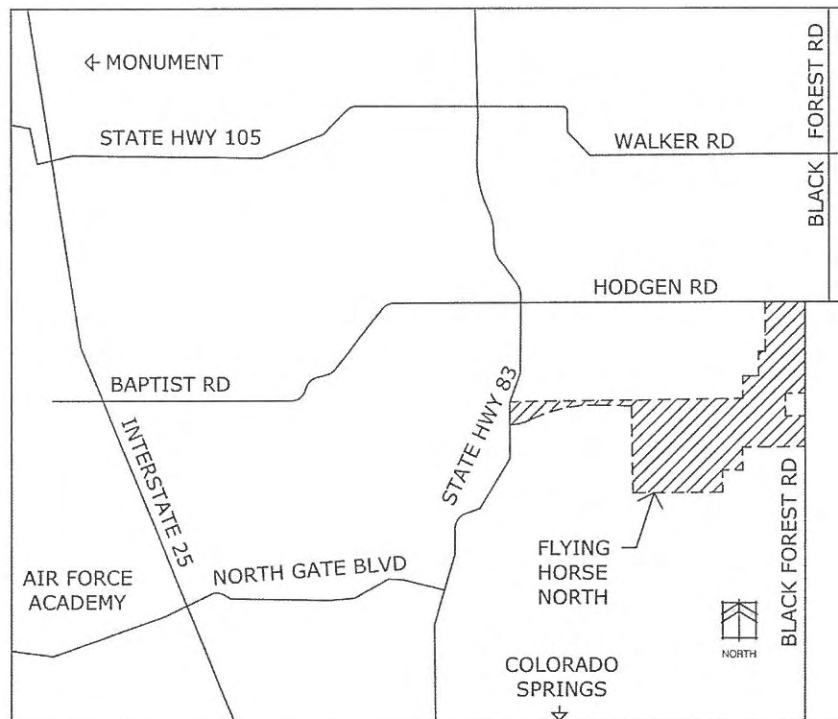 MONUMENT
BLACK FOREST RD
STATE HWY 105
WALKER RD
HODGEN RD
BAPTIST RD
STATE HWY 83
INTERSTATE 25
FLYING
HORSE
NORTH
BLACK FOREST RD
NORTH GATE BLVD
AIR FORCE
ACADEMY
NORTH
COLORADO
SPRINGS